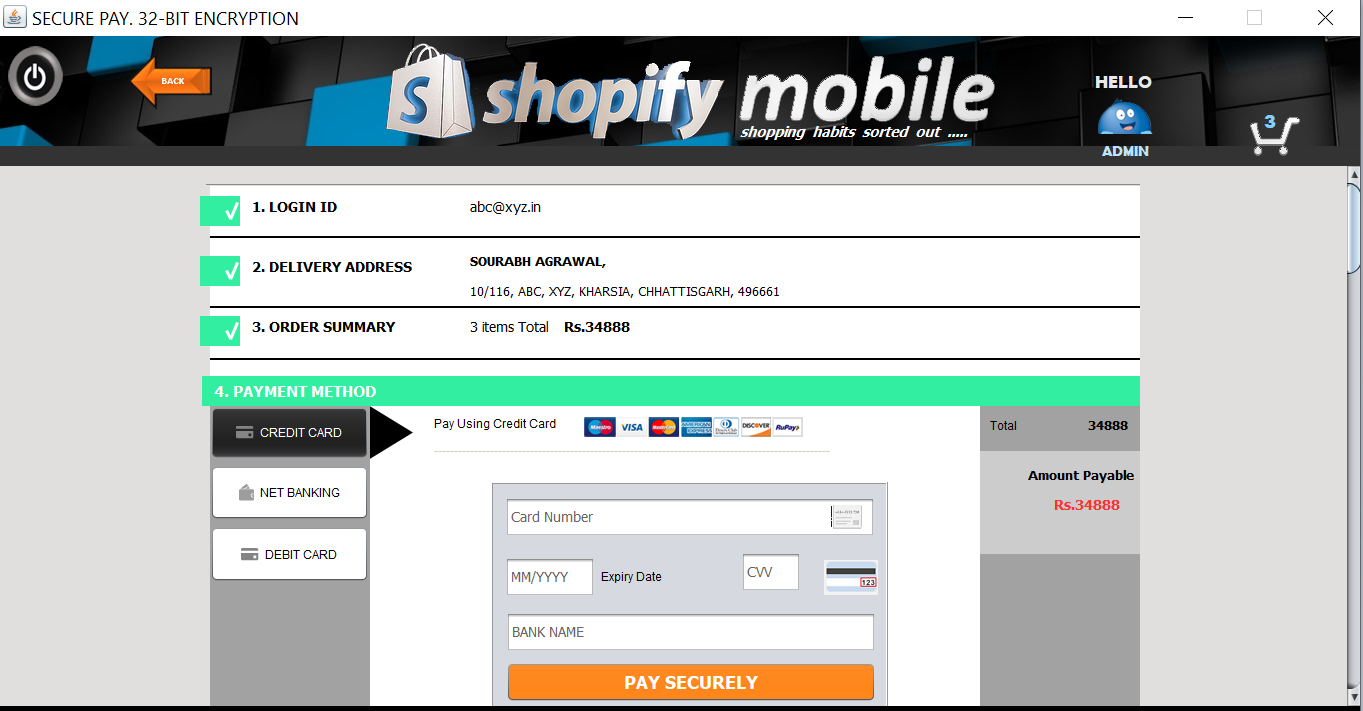 SECURE PAY. 32-BIT ENCRYPTION
BACK
S shopify mobile
shopping habits sorted out .....
HELLO
ADMIN
3
1. LOGIN ID abc@xyz.in
2. DELIVERY ADDRESS SOURABH AGRAWAL,
10/116, ABC, XYZ, KHARSIA, CHHATTISGARH, 496661
3. ORDER SUMMARY 3 items Total Rs.34888
4. PAYMENT METHOD
CREDIT CARD
NET BANKING
DEBIT CARD
Pay Using Credit Card Maestro VISA MasterCard AMERICAN EXPRESS Diners Club DISCOVER RuPay
Card Number
MM/YYYY Expiry Date CVV 123
BANK NAME
PAY SECURELY
Total 34888
Amount Payable
Rs.34888